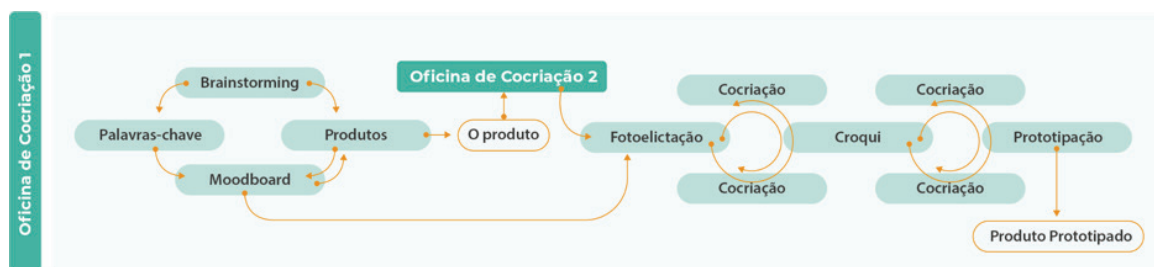 Oficina de Cocriação 1
Brainstorming
Palavras-chave
Produtos
Moodboard
O produto
Oficina de Cocriação 2
Fotoelictação
Cocriação
Cocriação
Croqui
Cocriação
Cocriação
Prototipação
Produto Prototipado